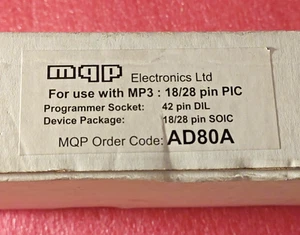 mqp Electronics Ltd
For use with MP3 : 18/28 pin PIC
Programmer Socket: 42 pin DIL
Device Package: 18/28 pin SOIC
MQP Order Code: AD80A